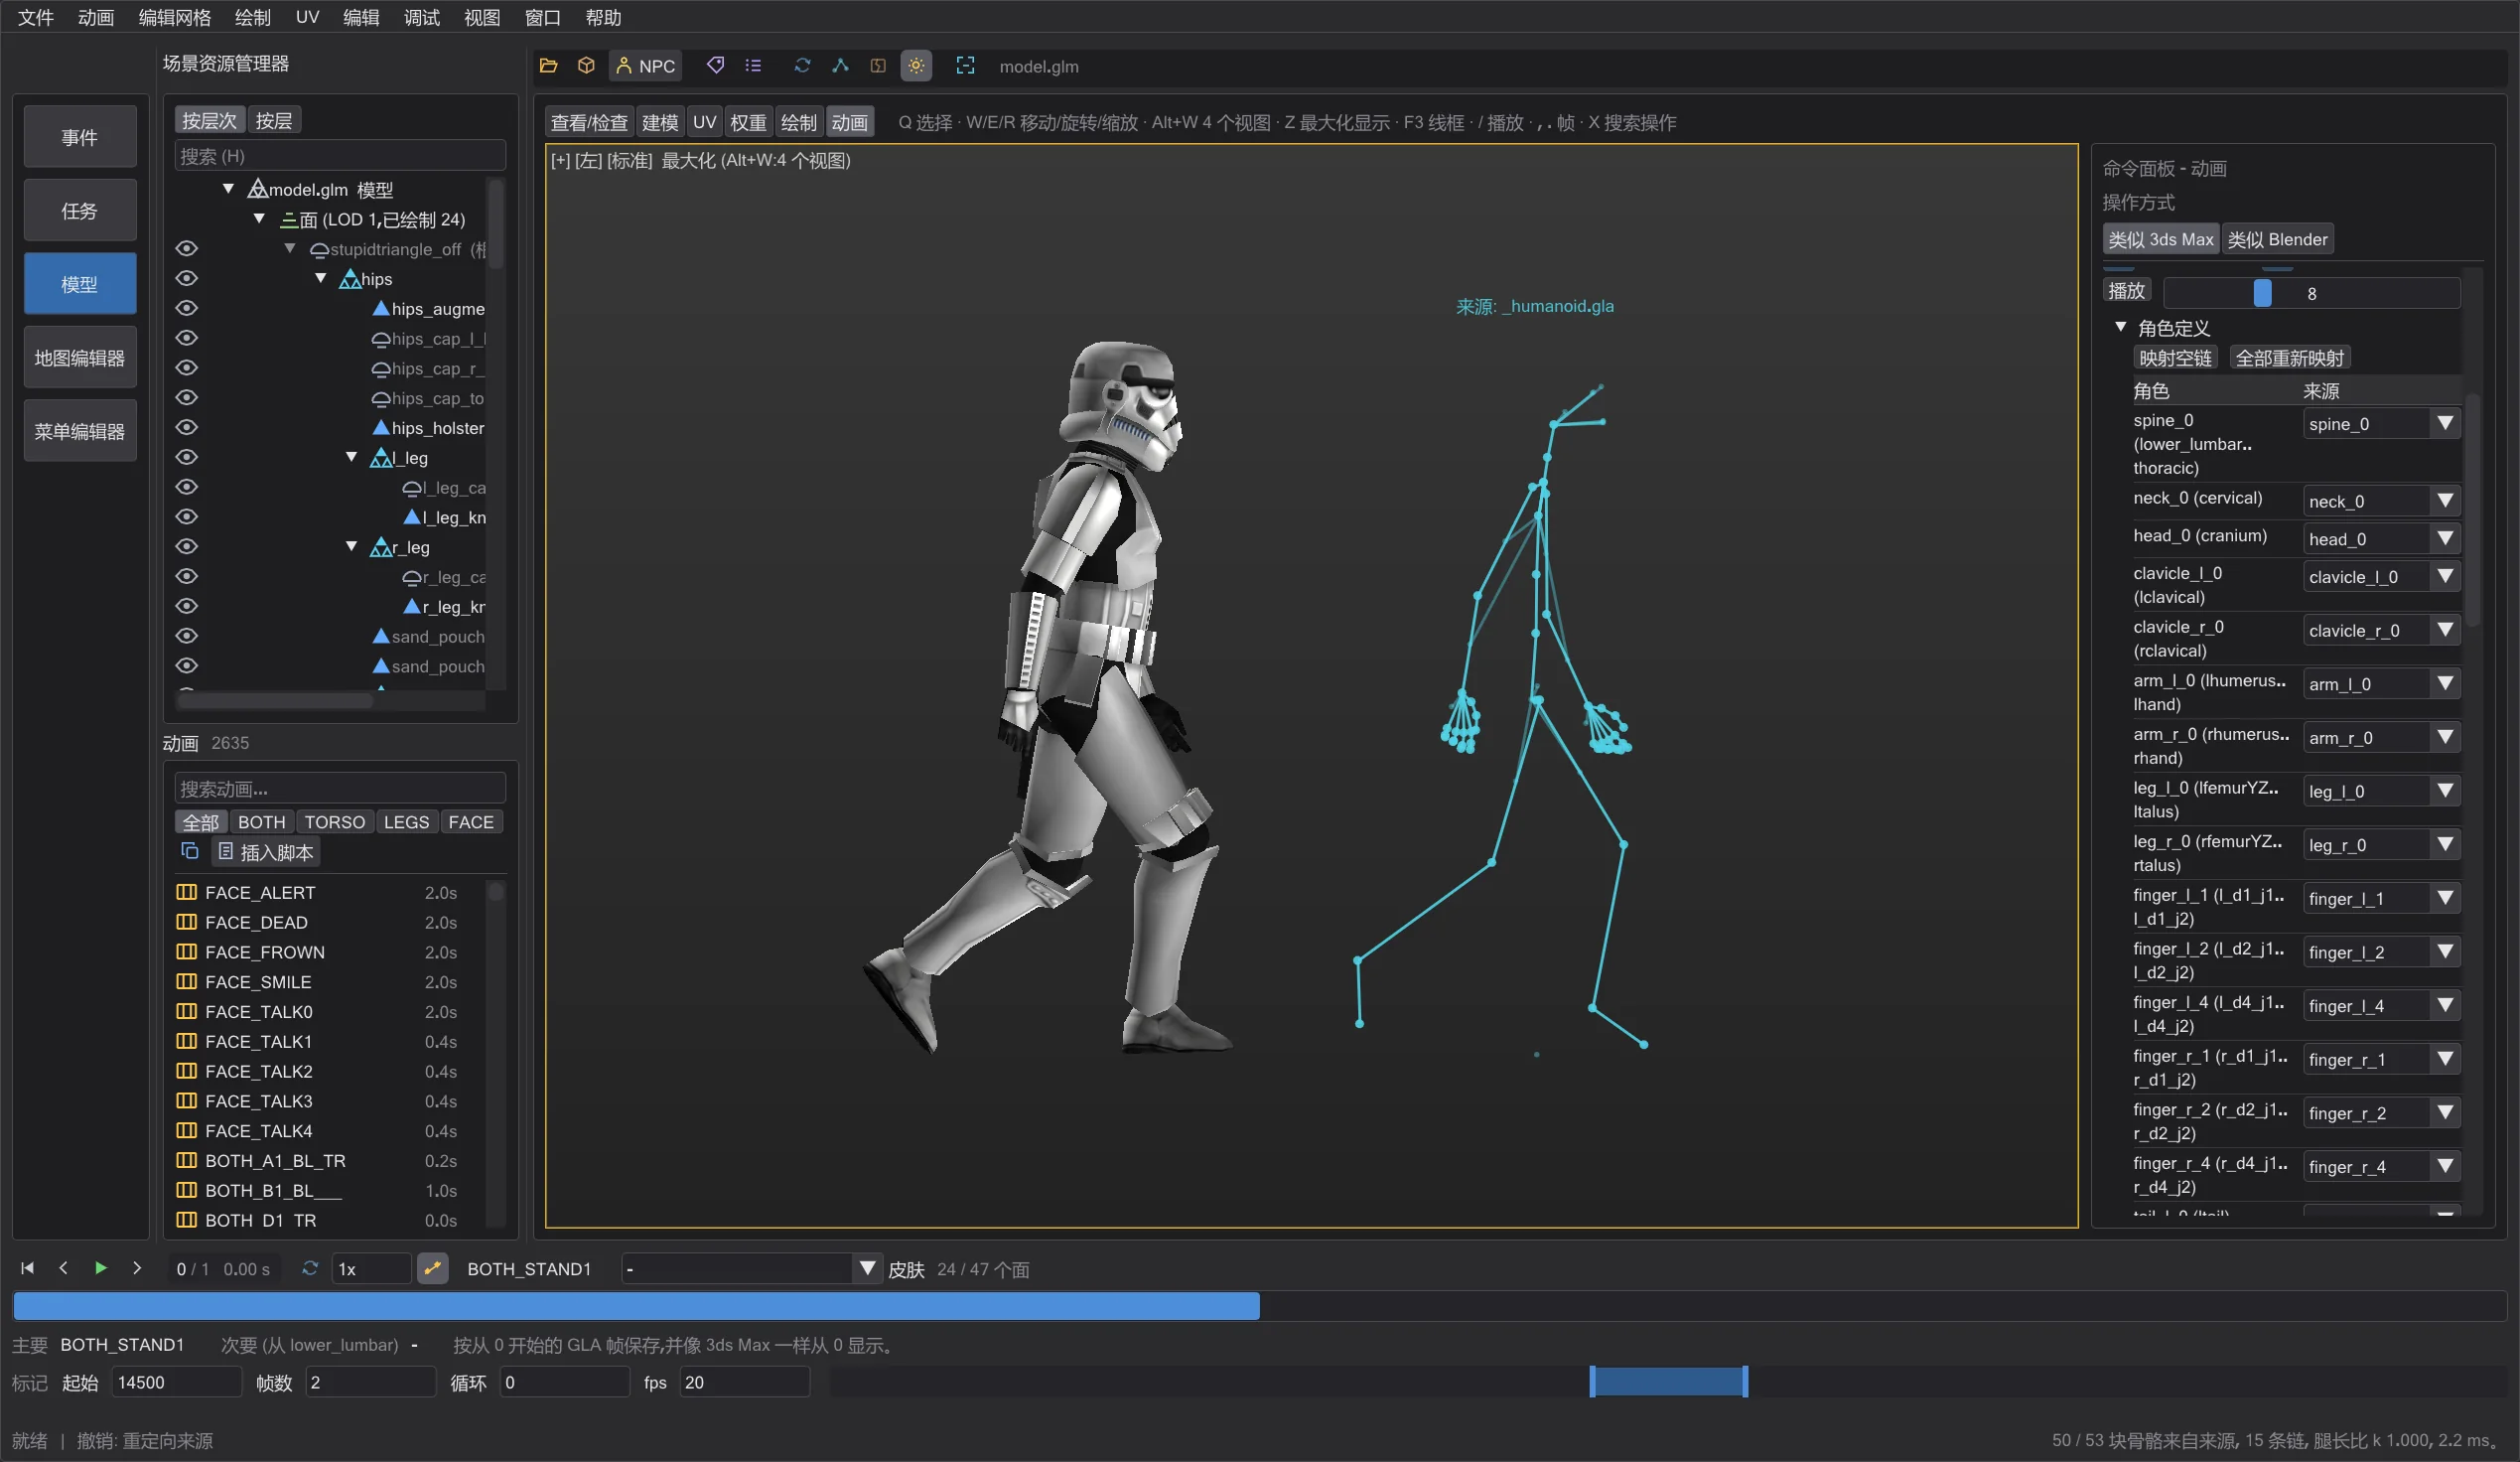 文件 动画 编辑网格 绘制 UV 编辑 调试 视图 窗口 帮助
场景资源管理器
NPC model.glm
事件
任务
模型
地图编辑器
菜单编辑器
按层次 按层
搜索 (H)
model.glm 模型
面 (LOD 1,已绘制 24)
stupidtriangle_off
hips
hips_augme
hips_cap_l_
hips_cap_r_
hips_cap_to
hips_holster
l_leg
l_leg_ca
l_leg_kn
r_leg
r_leg_ca
r_leg_kn
sand_pouch
sand_pouch
动画 2635
搜索动画...
全部 BOTH TORSO LEGS FACE
插入脚本
FACE_ALERT 2.0s
FACE_DEAD 2.0s
FACE_FROWN 2.0s
FACE_SMILE 2.0s
FACE_TALK0 2.0s
FACE_TALK1 0.4s
FACE_TALK2 0.4s
FACE_TALK3 0.4s
FACE_TALK4 0.4s
BOTH_A1_BL_TR 0.2s
BOTH_B1_BL___ 1.0s
BOTH_D1_TR 0.0s
查看/检查 建模 UV 权重 绘制 动画 Q 选择 · W/E/R 移动/旋转/缩放 · Alt+W 4 个视图 · Z 最大化显示 · F3 线框 · / 播放 · , . 帧 · X 搜索操作
[+] [左] [标准] 最大化 (Alt+W:4 个视图)
来源: _humanoid.gla
命令面板 - 动画
操作方式
类似 3ds Max 类似 Blender
播放 8
角色定义
映射空链 全部重新映射
角色 来源
spine_0 (lower_lumbar.. thoracic) spine_0
neck_0 (cervical) neck_0
head_0 (cranium) head_0
clavicle_l_0 (lclavical) clavicle_l_0
clavicle_r_0 (rclavical) clavicle_r_0
arm_l_0 (lhumerus.. lhand) arm_l_0
arm_r_0 (rhumerus.. rhand) arm_r_0
leg_l_0 (lfemurYZ.. ltalus) leg_l_0
leg_r_0 (rfemurYZ.. rtalus) leg_r_0
finger_l_1 (l_d1_j1.. l_d1_j2) finger_l_1
finger_l_2 (l_d2_j1.. l_d2_j2) finger_l_2
finger_l_4 (l_d4_j1.. l_d4_j2) finger_l_4
finger_r_1 (r_d1_j1.. r_d1_j2) finger_r_1
finger_r_2 (r_d2_j1.. r_d2_j2) finger_r_2
finger_r_4 (r_d4_j1.. r_d4_j2) finger_r_4
0 / 1 0.00 s 1x BOTH_STAND1 - 皮肤 24 / 47 个面
主要 BOTH_STAND1 次要 (从 lower_lumbar) - 按从 0 开始的 GLA 帧保存,并像 3ds Max 一样从 0 显示。
标记 起始 14500 帧数 2 循环 0 fps 20
就绪 | 撤销: 重定向来源
50 / 53 块骨骼来自来源, 15 条链, 腿长比 k 1.000, 2.2 ms。